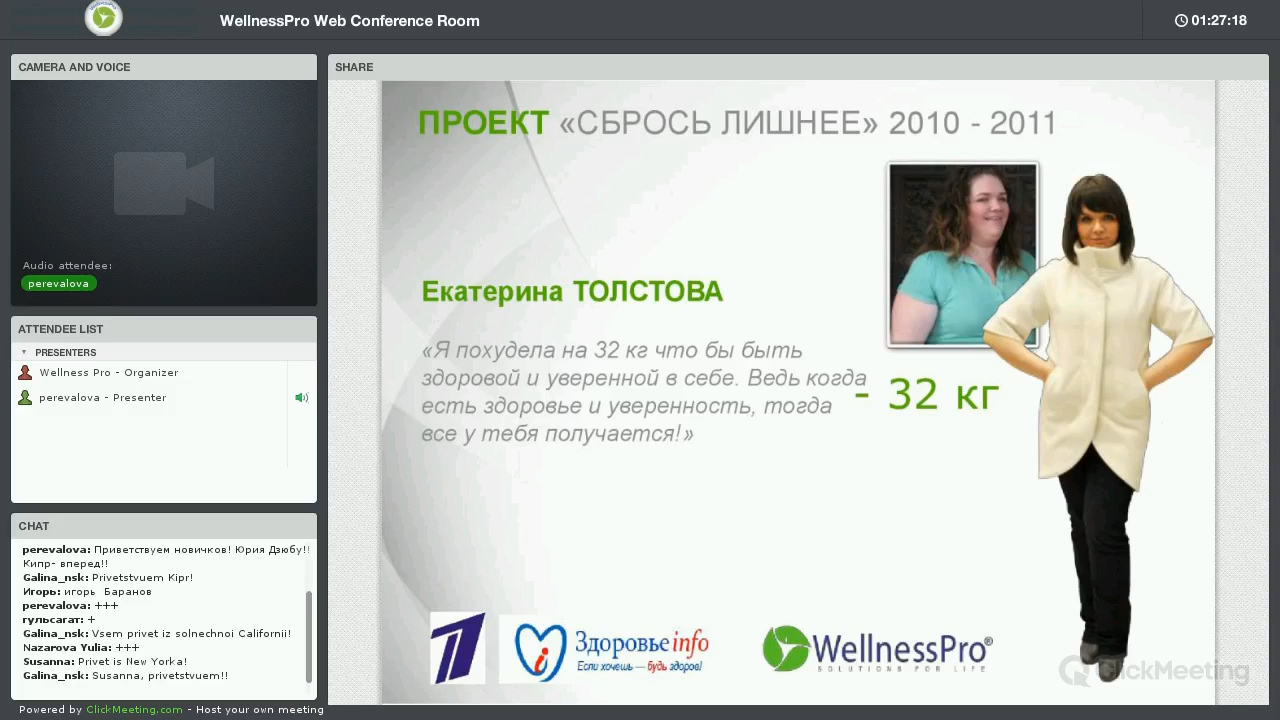 WellnessPro
WellnessPro Web Conference Room
01:27:18
CAMERA AND VOICE
Audio attendee:
perevalova
ATTENDEE LIST
PRESENTERS
Wellness Pro - Organizer
perevalova - Presenter
CHAT
perevalova: Приветствуем новичков! Юрия Дзюбу!!
Кипр- вперед!!
Galina_nsk: Privetstvuem Kipr!
Игорь: игорь Баранов
perevalova: +++
гульсагат: +
Galina_nsk: Vsem privet iz solnechnoi Californii!
Nazarova Yulia: +++
Susanna: Privet is New Yorka!
Galina_nsk: Susanna, privetstvuem!!
Powered by ClickMeeting.com - Host your own meeting
SHARE
ПРОЕКТ «СБРОСЬ ЛИШНЕЕ» 2010 - 2011
Екатерина ТОЛСТОВА
«Я похудела на 32 кг что бы быть
здоровой и уверенной в себе. Ведь когда
есть здоровье и уверенность, тогда
все у тебя получается!»
- 32 кг
1
Здоровье info
Если хочешь — будь здоров!
WellnessPro®
SOLUTIONS FOR LIFE
ClickMeeting